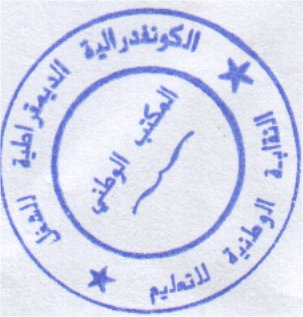 الكونفدرالية الديمقراطية للشغل
النقابة الوطنية للتعليم
المكتب الوطني